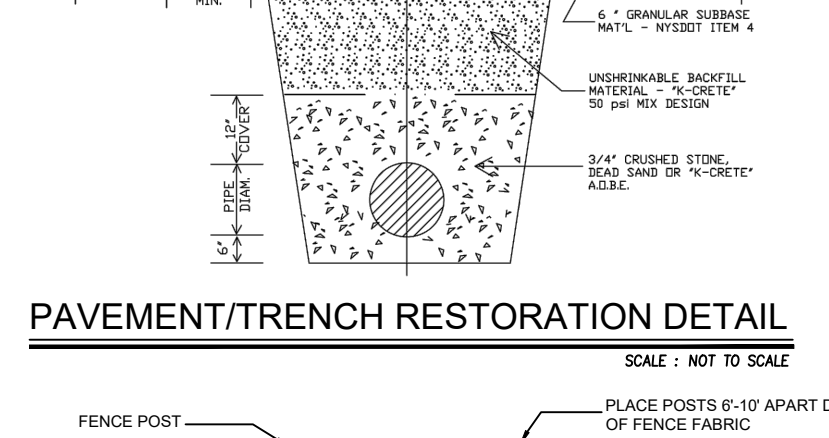 MIN.
6 " GRANULAR SUBBASE
MAT'L - NYSDOT ITEM 4
UNSHRINKABLE BACKFILL
MATERIAL - "K-CRETE"
50 psi MIX DESIGN
12"
COVER
3/4" CRUSHED STONE,
DEAD SAND OR "K-CRETE"
A.O.B.E.
PIPE
DIAM.
6"
PAVEMENT/TRENCH RESTORATION DETAIL
SCALE : NOT TO SCALE
FENCE POST
PLACE POSTS 6'-10' APART
OF FENCE FABRIC